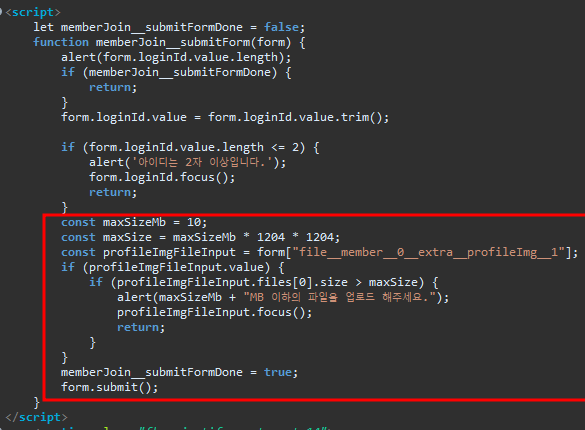 <script>
let memberJoin__submitFormDone = false;
function memberJoin__submitForm(form) {
alert(form.loginId.value.length);
if (memberJoin__submitFormDone) {
return;
}
form.loginId.value = form.loginId.value.trim();
if (form.loginId.value.length <= 2) {
alert('아이디는 2자 이상입니다.');
form.loginId.focus();
return;
}
const maxSizeMb = 10;
const maxSize = maxSizeMb * 1204 * 1204;
const profileImgFileInput = form["file__member__0__extra__profileImg__1"];
if (profileImgFileInput.value) {
if (profileImgFileInput.files[0].size > maxSize) {
alert(maxSizeMb + "MB 이하의 파일을 업로드 해주세요.");
profileImgFileInput.focus();
return;
}
}
memberJoin__submitFormDone = true;
form.submit();
}
</script>